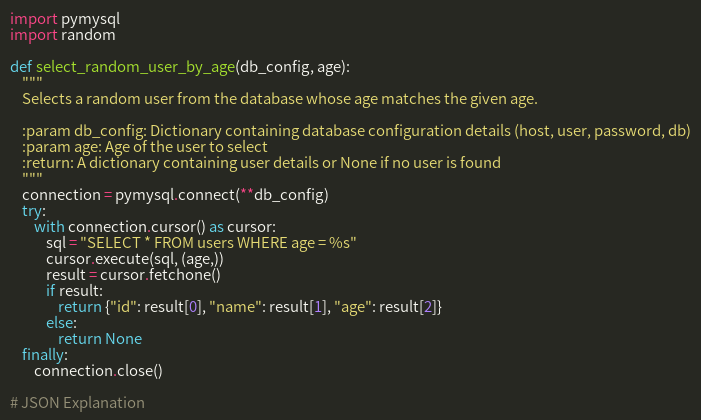 import pymysql
import random

def select_random_user_by_age(db_config, age):
    """
    Selects a random user from the database whose age matches the given age.

    :param db_config: Dictionary containing database configuration details (host, user, password, db)
    :param age: Age of the user to select
    :return: A dictionary containing user details or None if no user is found
    """
    connection = pymysql.connect(**db_config)
    try:
        with connection.cursor() as cursor:
            sql = "SELECT * FROM users WHERE age = %s"
            cursor.execute(sql, (age,))
            result = cursor.fetchone()
            if result:
                return {"id": result[0], "name": result[1], "age": result[2]}
            else:
                return None
    finally:
        connection.close()

# JSON Explanation